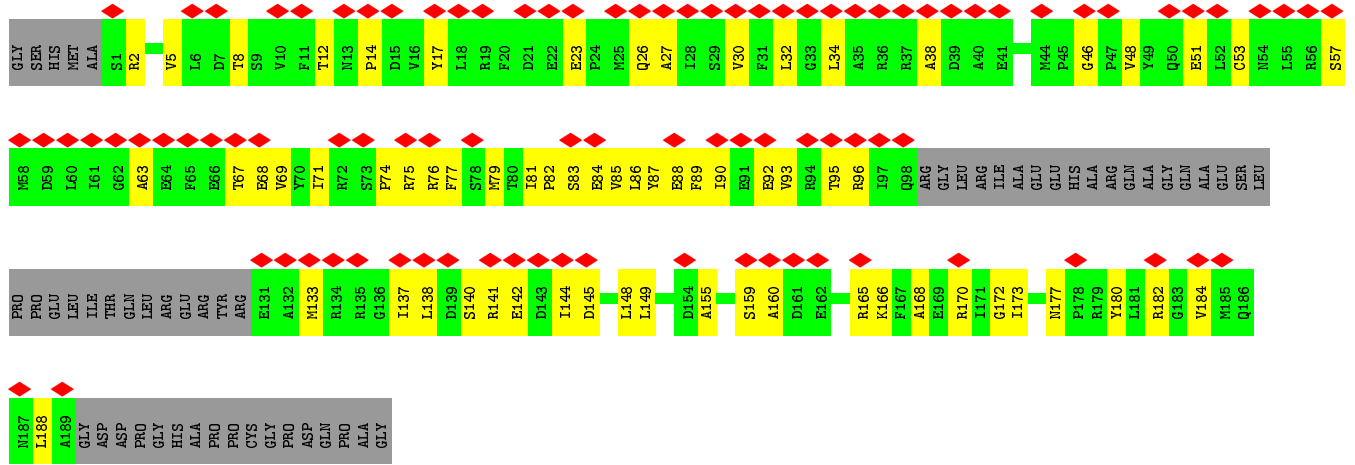 GLY SER HIS MET ALA S1 R2 V5 L6 D7 T8 S9 V10 F11 T12 N13 P14 D15 V16 Y17 L18 R19 F20 D21 E22 E23 P24 M25 Q26 A27 I28 S29 V30 F31 L32 G33 L34 A35 R36 R37 A38 D39 A40 E41 M44 P45 G46 P47 V48 Y49 Q50 E51 L52 C53 N54 L55 R56 S57
M58 D59 L60 I61 G62 A63 E64 F65 E66 T67 E68 V69 Y70 I71 R72 S73 P74 R75 R76 F77 S78 M79 T80 I81 P82 S83 E84 V85 L86 Y87 E88 F89 I90 E91 E92 V93 R94 T95 R96 I97 Q98 ARG GLY LEU ARG ILE ALA GLU GLU HIS ALA ARG GLN ALA GLY GLN ALA GLU SER LEU
PRO PRO GLU LEU ILE THR GLN LEU ARG GLU ARG TYR ARG E131 A132 M133 R134 R135 G136 I137 L138 D139 S140 R141 E142 D143 I144 D145 L148 L149 D154 A155 S159 A160 D161 E162 R165 K166 F167 A168 E169 R170 I171 G172 I173 N177 P178 R179 Y180 L181 R182 G183 V184 M185 Q186
N187 L188 A189 GLY ASP ASP PRO GLY HIS ALA PRO PRO CYS GLY PRO ASP GLN PRO ALA GLY